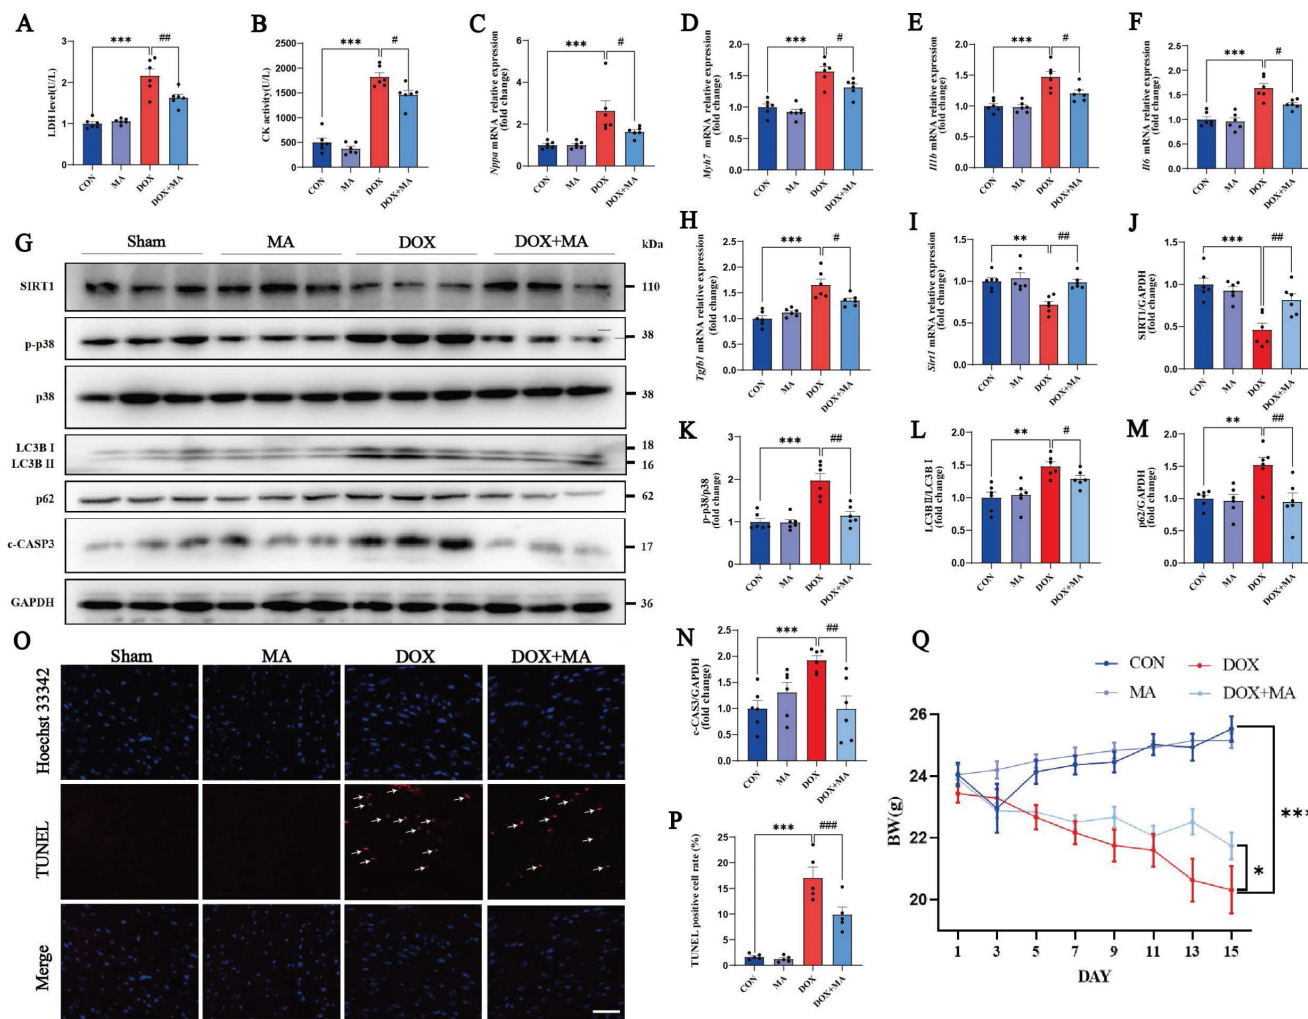 A
LDH level(U/L)
3
2
1
0
*** ##
CON MA DOX DOX+MA
B
CK activity(U/L)
2500
2000
1750
1500
1000
500
0
*** #
CON MA DOX DOX+MA
C
Nppa mRNA relative expression
(fold change)
6
4
2
0
*** #
CON MA DOX DOX+MA
D
Myh7 mRNA relative expression
(fold change)
2.0
1.5
1.0
0.5
0.0
*** #
CON MA DOX DOX+MA
E
Il1b mRNA relative expression
(fold change)
2.0
1.5
1.0
0.5
0.0
*** #
CON MA DOX DOX+MA
F
Il6 mRNA relative expression
(fold change)
2.5
2.0
1.5
1.0
0.5
0.0
*** #
CON MA DOX DOX+MA
G
Sham MA DOX DOX+MA kDa
SIRT1 110
p-p38 38
p38 38
LC3B I 18
LC3B II 16
p62 62
c-CASP3 17
GAPDH 36
H
Tgfb1 mRNA relative expression
(fold change)
2.5
2.0
1.5
1.0
0.5
0.0
*** #
CON MA DOX DOX+MA
I
Sirt1 mRNA relative expression
(fold change)
1.5
1.0
0.5
0.0
** ##
CON MA DOX DOX+MA
J
SIRT1/GAPDH
(fold change)
1.5
1.0
0.5
0.0
*** ##
CON MA DOX DOX+MA
K
p-p38/p38
(fold change)
3
2
1
0
*** ##
CON MA DOX DOX+MA
L
LC3BⅡ/LC3B Ⅰ
(fold change)
2.0
1.5
1.0
0.5
0.0
** #
CON MA DOX DOX+MA
M
p62/GAPDH
(fold change)
2.0
1.5
1.0
0.5
0.0
** ##
CON MA DOX DOX+MA
N
c-CAS3/GAPDH
(fold change)
2.5
2.0
1.5
1.0
0.5
0.0
*** ##
CON MA DOX DOX+MA
O
Sham MA DOX DOX+MA
Hoechst 33342
TUNEL
Merge
P
TUNEL positive cell rate (%)
25
20
15
10
5
0
*** ###
CON MA DOX DOX+MA
Q
CON DOX
MA DOX+MA
BW(g)
26
24
22
20
***
*
1 3 5 7 9 11 13 15
DAY